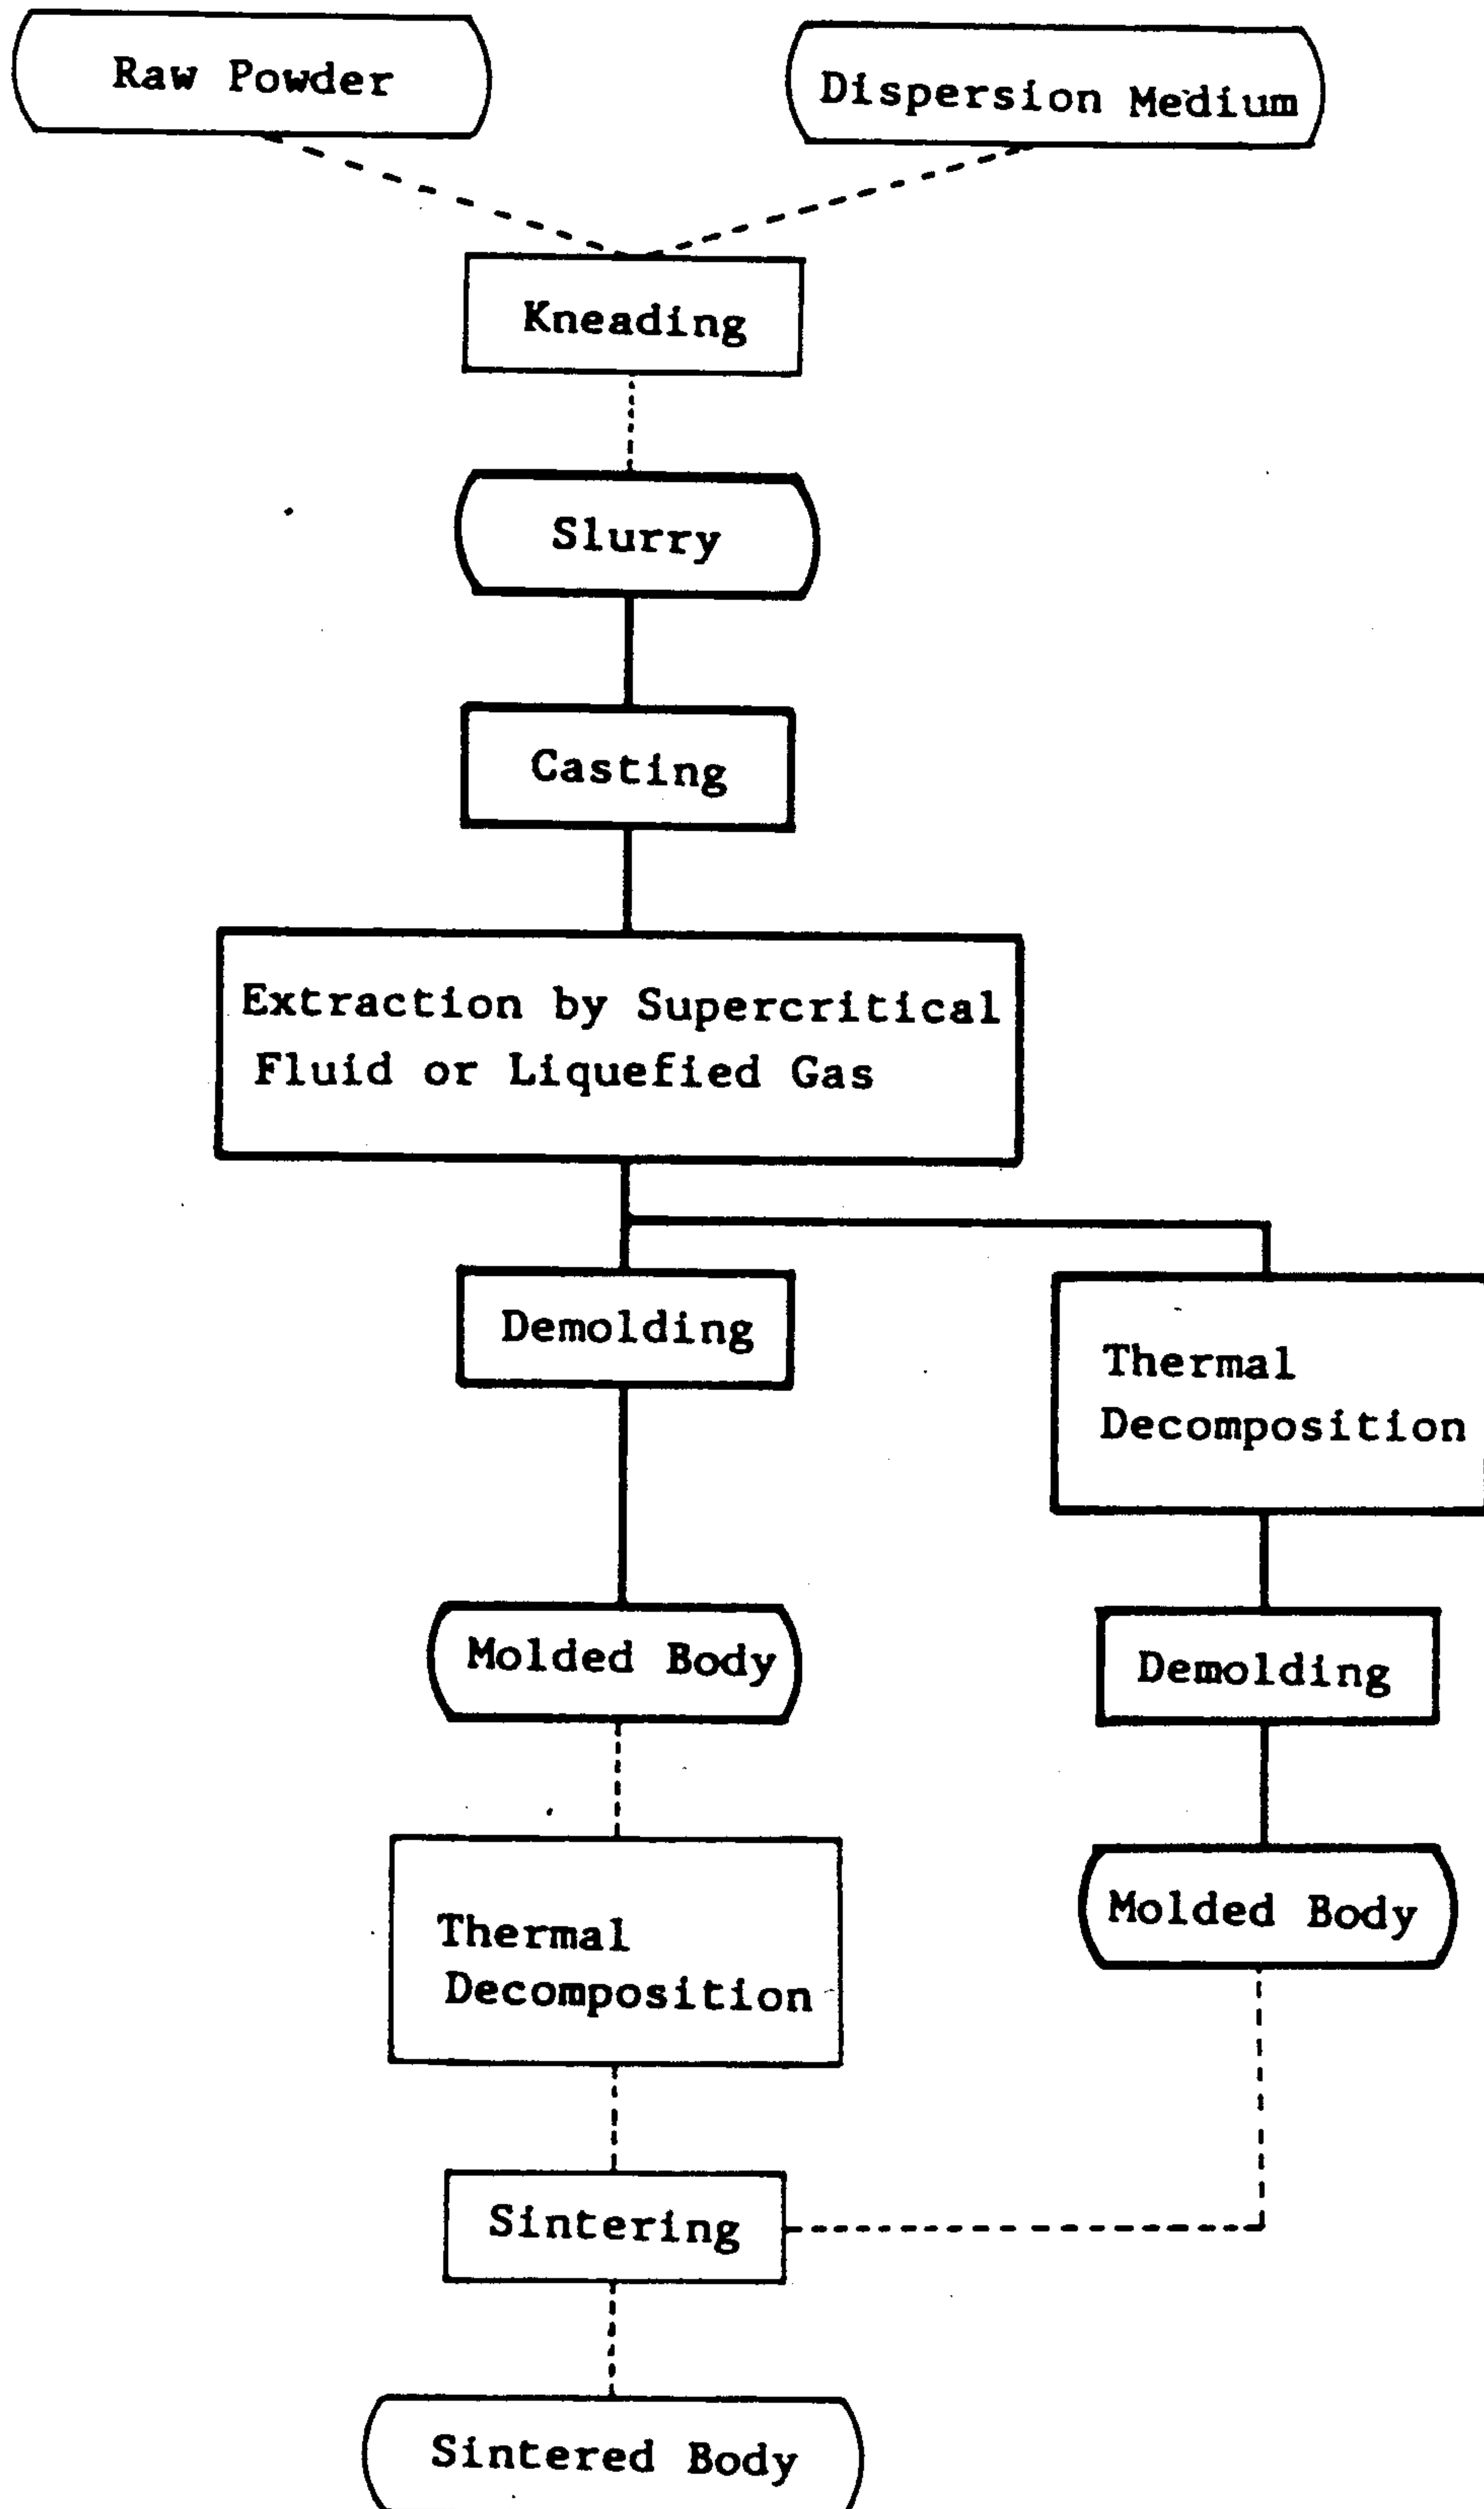 Raw Powder
Dispersion Medium
Kneading
Slurry
Casting
Extraction by Supercritical
Fluid or Liquefied Gas
Demolding
Thermal
Decomposition
Molded Body
Demolding
Molded Body
Thermal
Decomposition
Sintering
Sintered Body